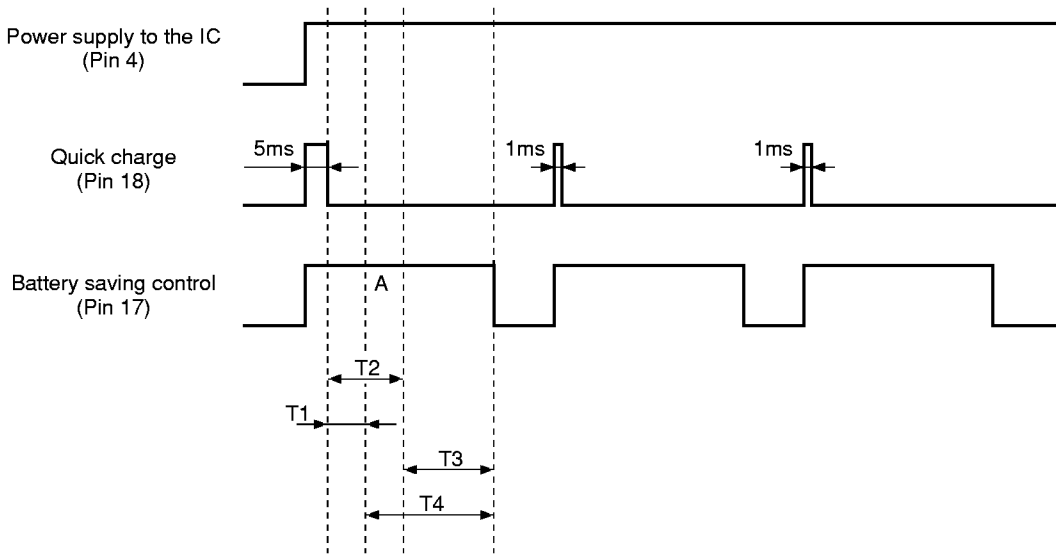 Power supply to the IC
(Pin 4)
Quick charge
(Pin 18)
5ms
1ms
1ms
Battery saving control
(Pin 17)
A
T2
T1
T3
T4